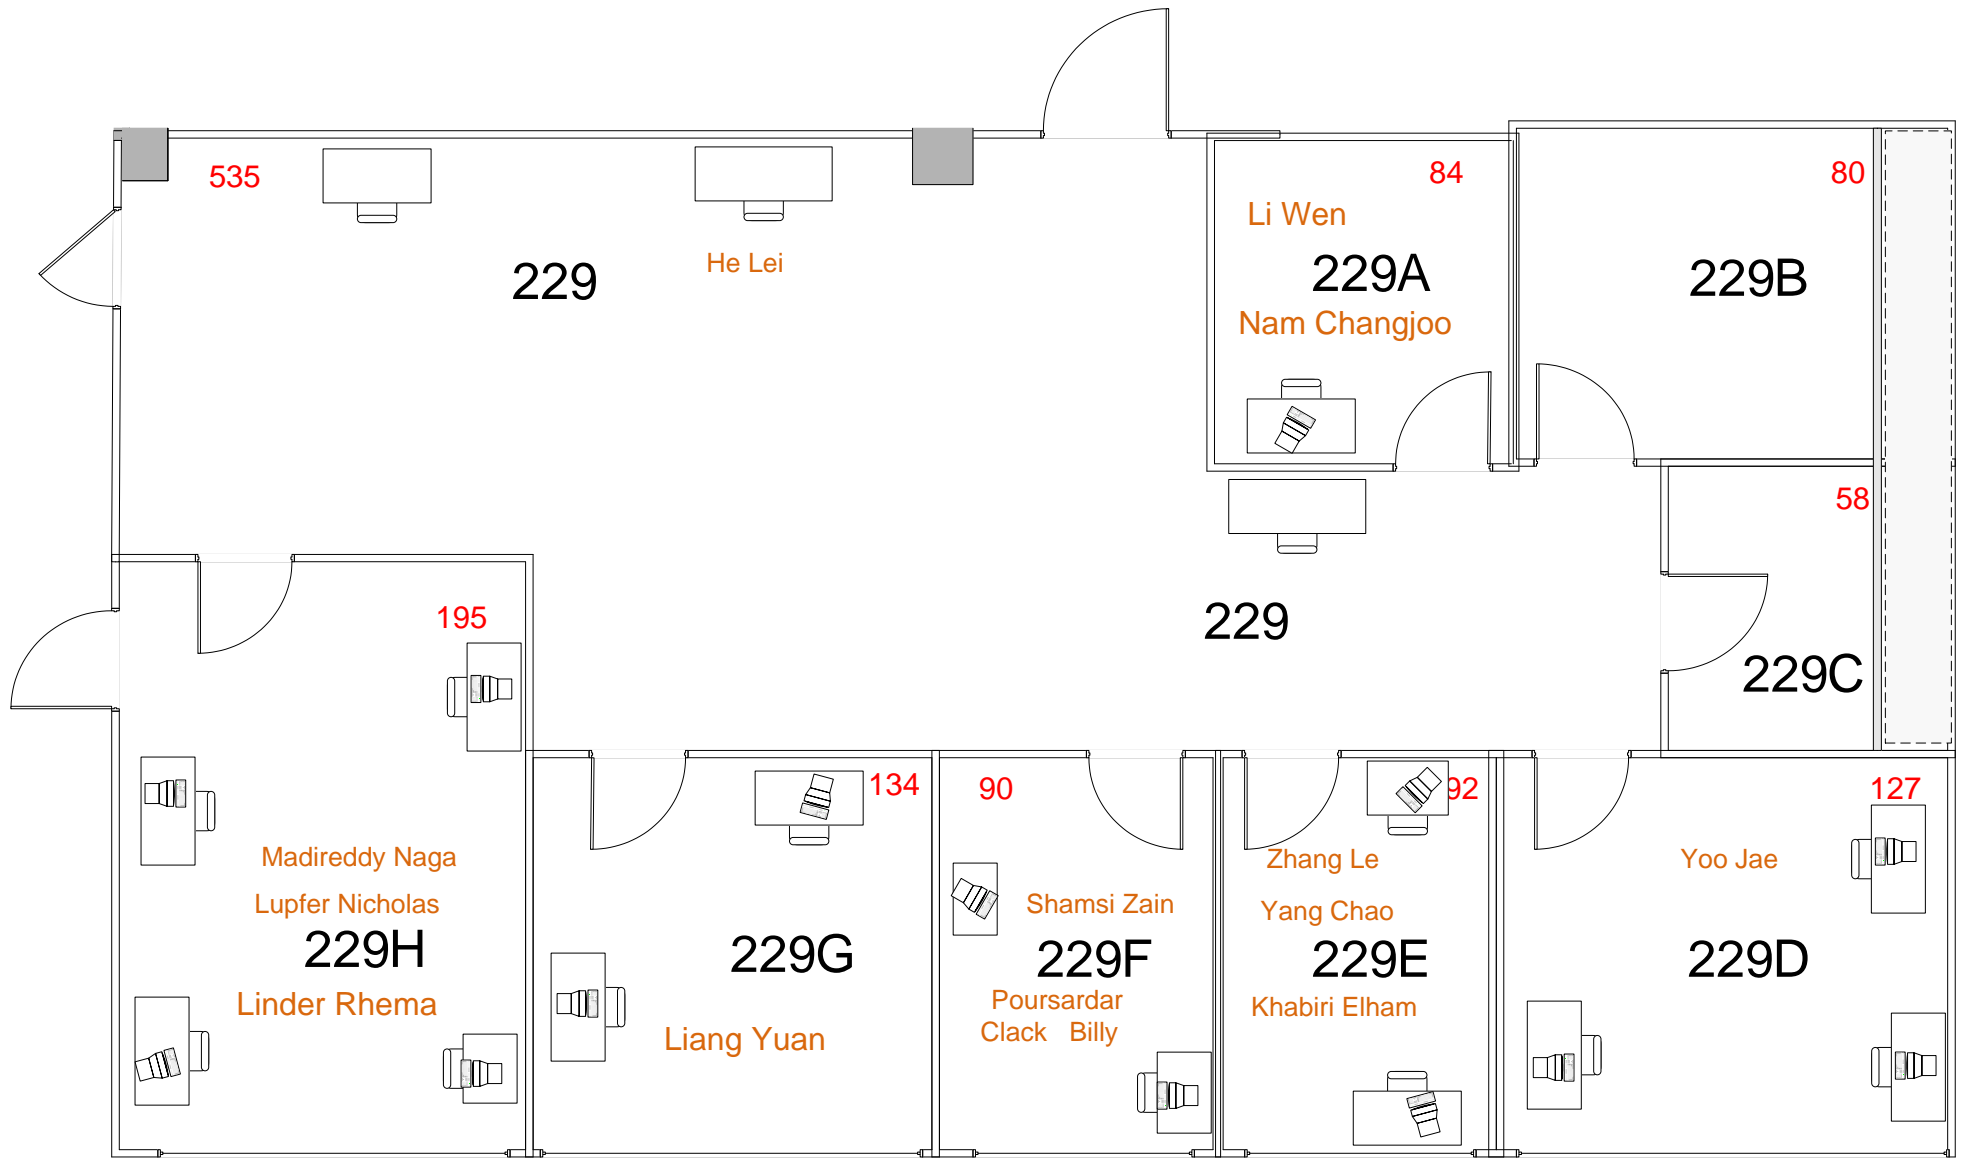 535
84
80
Li Wen
He Lei
229
229A
229B
Nam Changjoo
58
195
229
229C
134
90
92
127
Madireddy Naga
Zhang Le
Yoo Jae
Lupfer Nicholas
Shamsi Zain
Yang Chao
229H
229G
229F
229E
229D
Linder Rhema
Poursardar
Khabiri Elham
Liang Yuan
Clack Billy